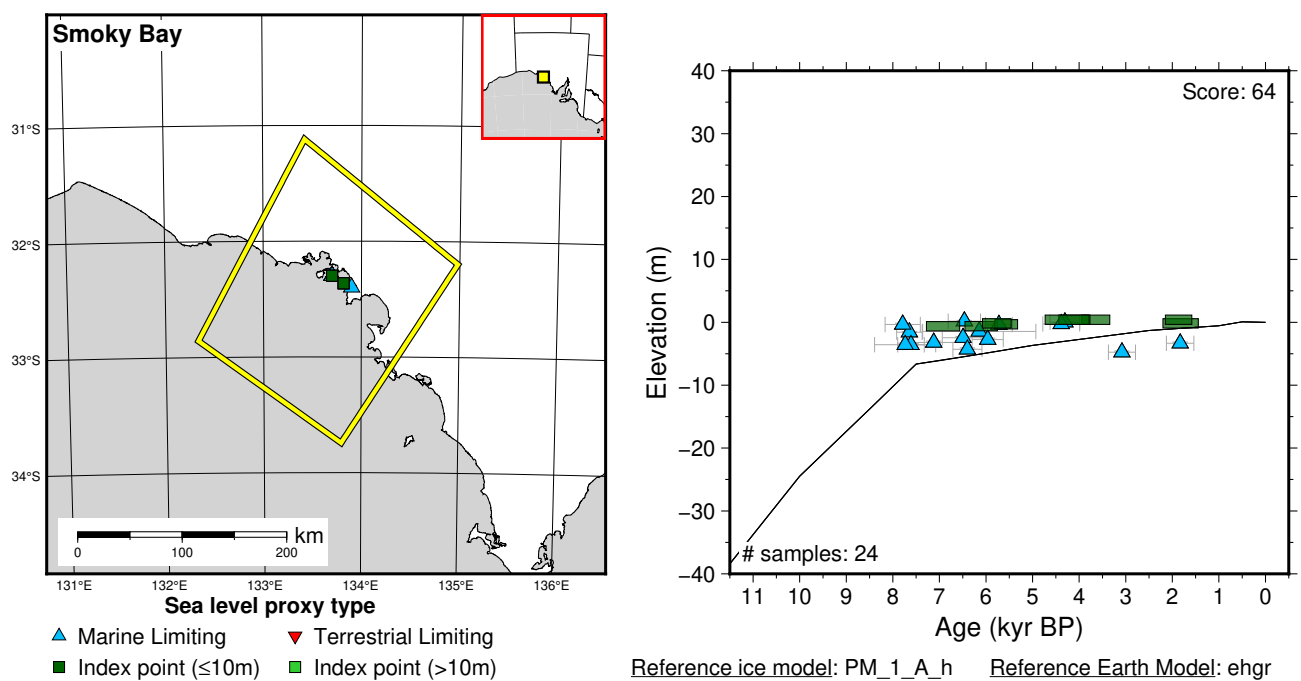 Smoky Bay
31°S
32°S
33°S
34°S
131°E
132°E
133°E
134°E
135°E
136°E
km
0
100
200
Sea level proxy type
Marine Limiting
Terrestrial Limiting
Index point (≤10m)
Index point (>10m)
Score: 64
# samples: 24
Elevation (m)
40
30
20
10
0
−10
−20
−30
−40
11 10 9 8 7 6 5 4 3 2 1 0
Age (kyr BP)
Reference ice model: PM_1_A_h Reference Earth Model: ehgr